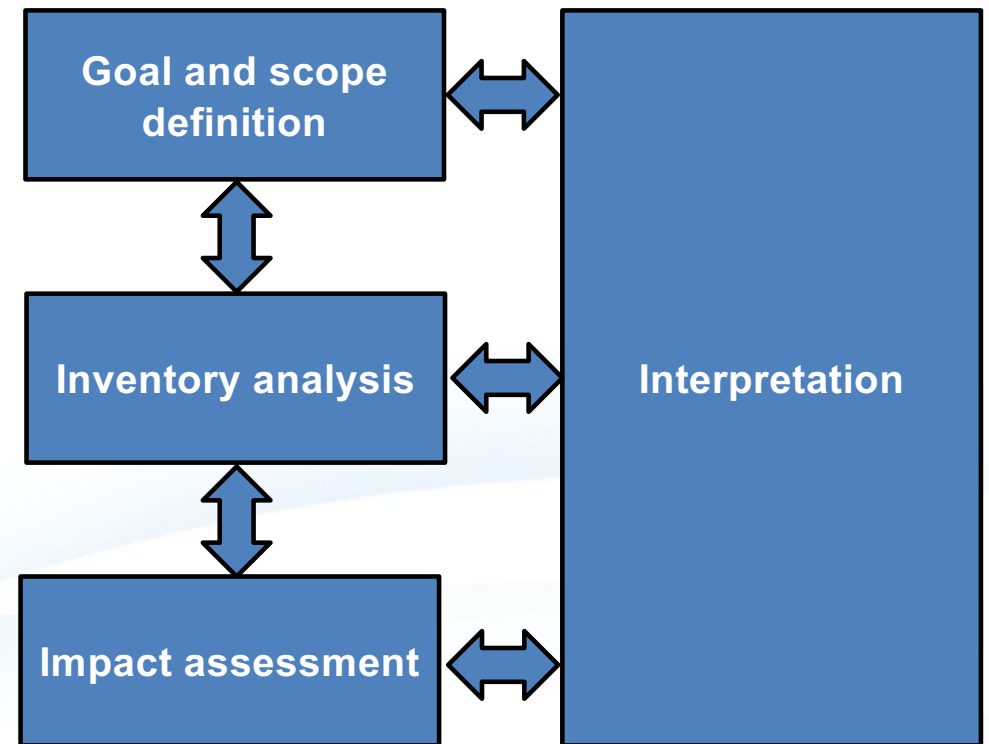 Goal and scope
definition
Inventory analysis
Interpretation
Impact assessment